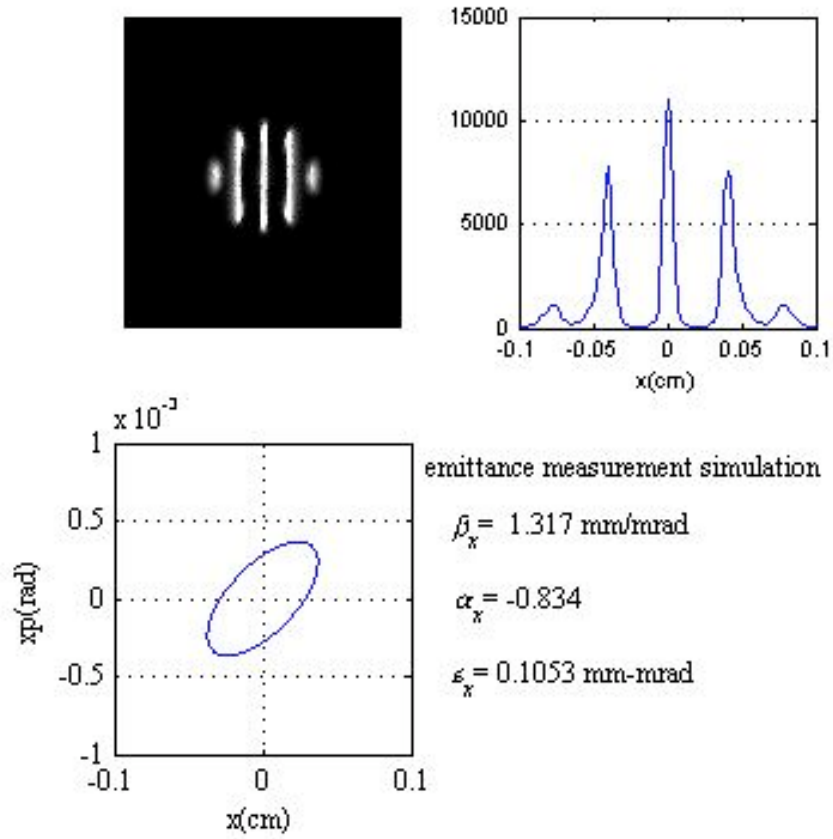 15000
10000
5000
0
-0.1 -0.05 0 0.05 0.1
x(cm)
x 10⁻³
1
0.5
0
-0.5
-1
xp(rad)
-0.1 0 0.1
x(cm)
emittance measurement simulation
βx= 1.317 mm/mrad
αx= -0.834
εx= 0.1053 mm-mrad